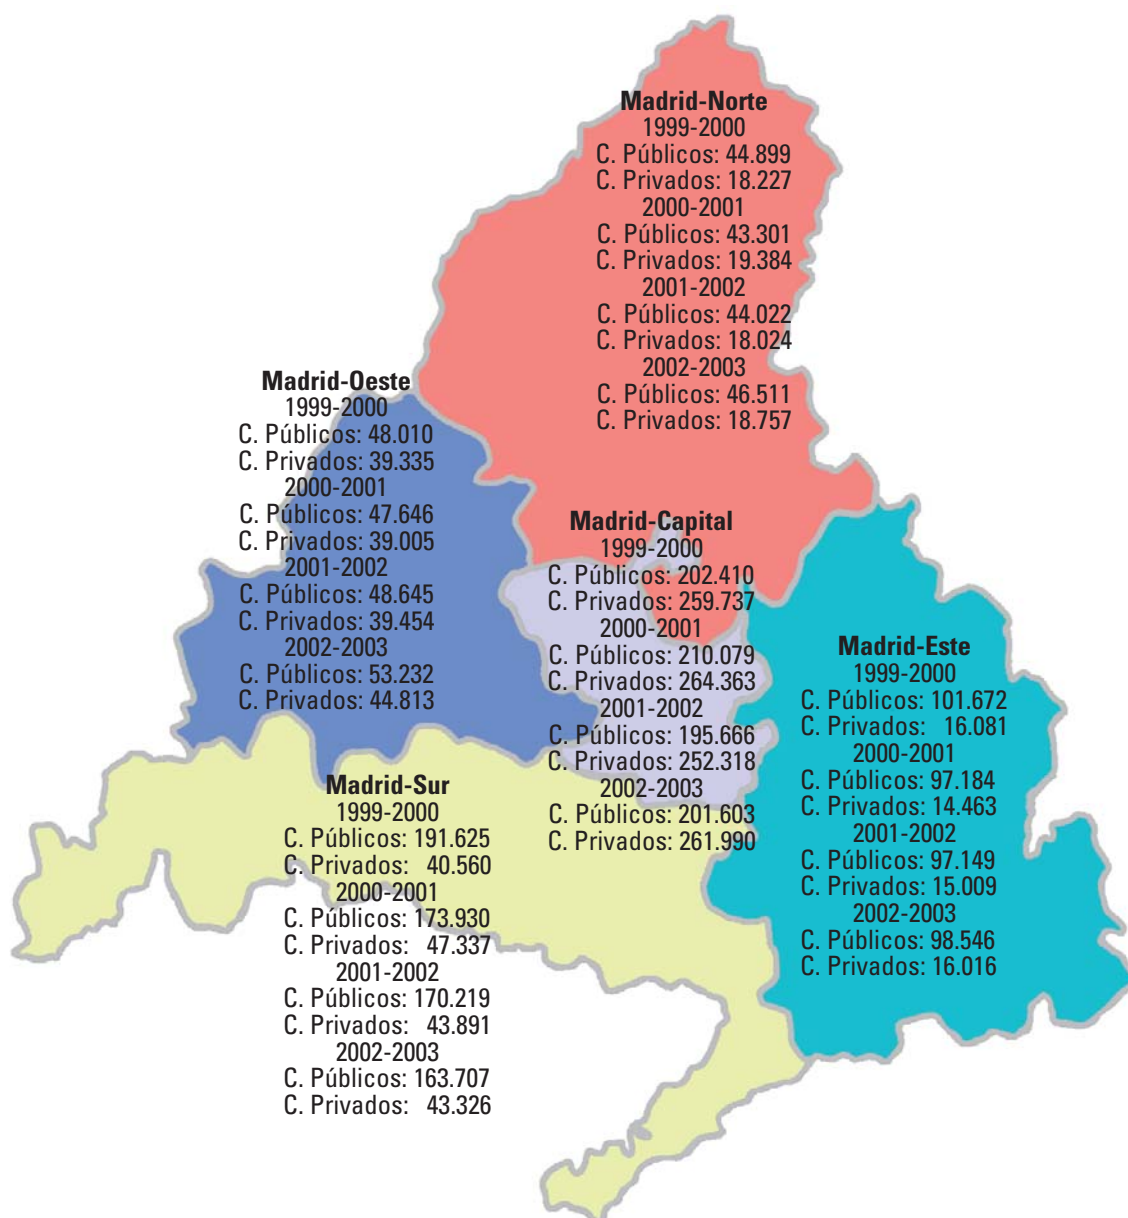 Madrid-Norte
1999-2000
C. Públicos: 44.899
C. Privados: 18.227
2000-2001
C. Públicos: 43.301
C. Privados: 19.384
2001-2002
C. Públicos: 44.022
C. Privados: 18.024
2002-2003
C. Públicos: 46.511
C. Privados: 18.757
Madrid-Oeste
1999-2000
C. Públicos: 48.010
C. Privados: 39.335
2000-2001
C. Públicos: 47.646
C. Privados: 39.005
2001-2002
C. Públicos: 48.645
C. Privados: 39.454
2002-2003
C. Públicos: 53.232
C. Privados: 44.813
Madrid-Capital
1999-2000
C. Públicos: 202.410
C. Privados: 259.737
2000-2001
C. Públicos: 210.079
C. Privados: 264.363
2001-2002
C. Públicos: 195.666
C. Privados: 252.318
2002-2003
C. Públicos: 201.603
C. Privados: 261.990
Madrid-Este
1999-2000
C. Públicos: 101.672
C. Privados: 16.081
2000-2001
C. Públicos: 97.184
C. Privados: 14.463
2001-2002
C. Públicos: 97.149
C. Privados: 15.009
2002-2003
C. Públicos: 98.546
C. Privados: 16.016
Madrid-Sur
1999-2000
C. Públicos: 191.625
C. Privados: 40.560
2000-2001
C. Públicos: 173.930
C. Privados: 47.337
2001-2002
C. Públicos: 170.219
C. Privados: 43.891
2002-2003
C. Públicos: 163.707
C. Privados: 43.326